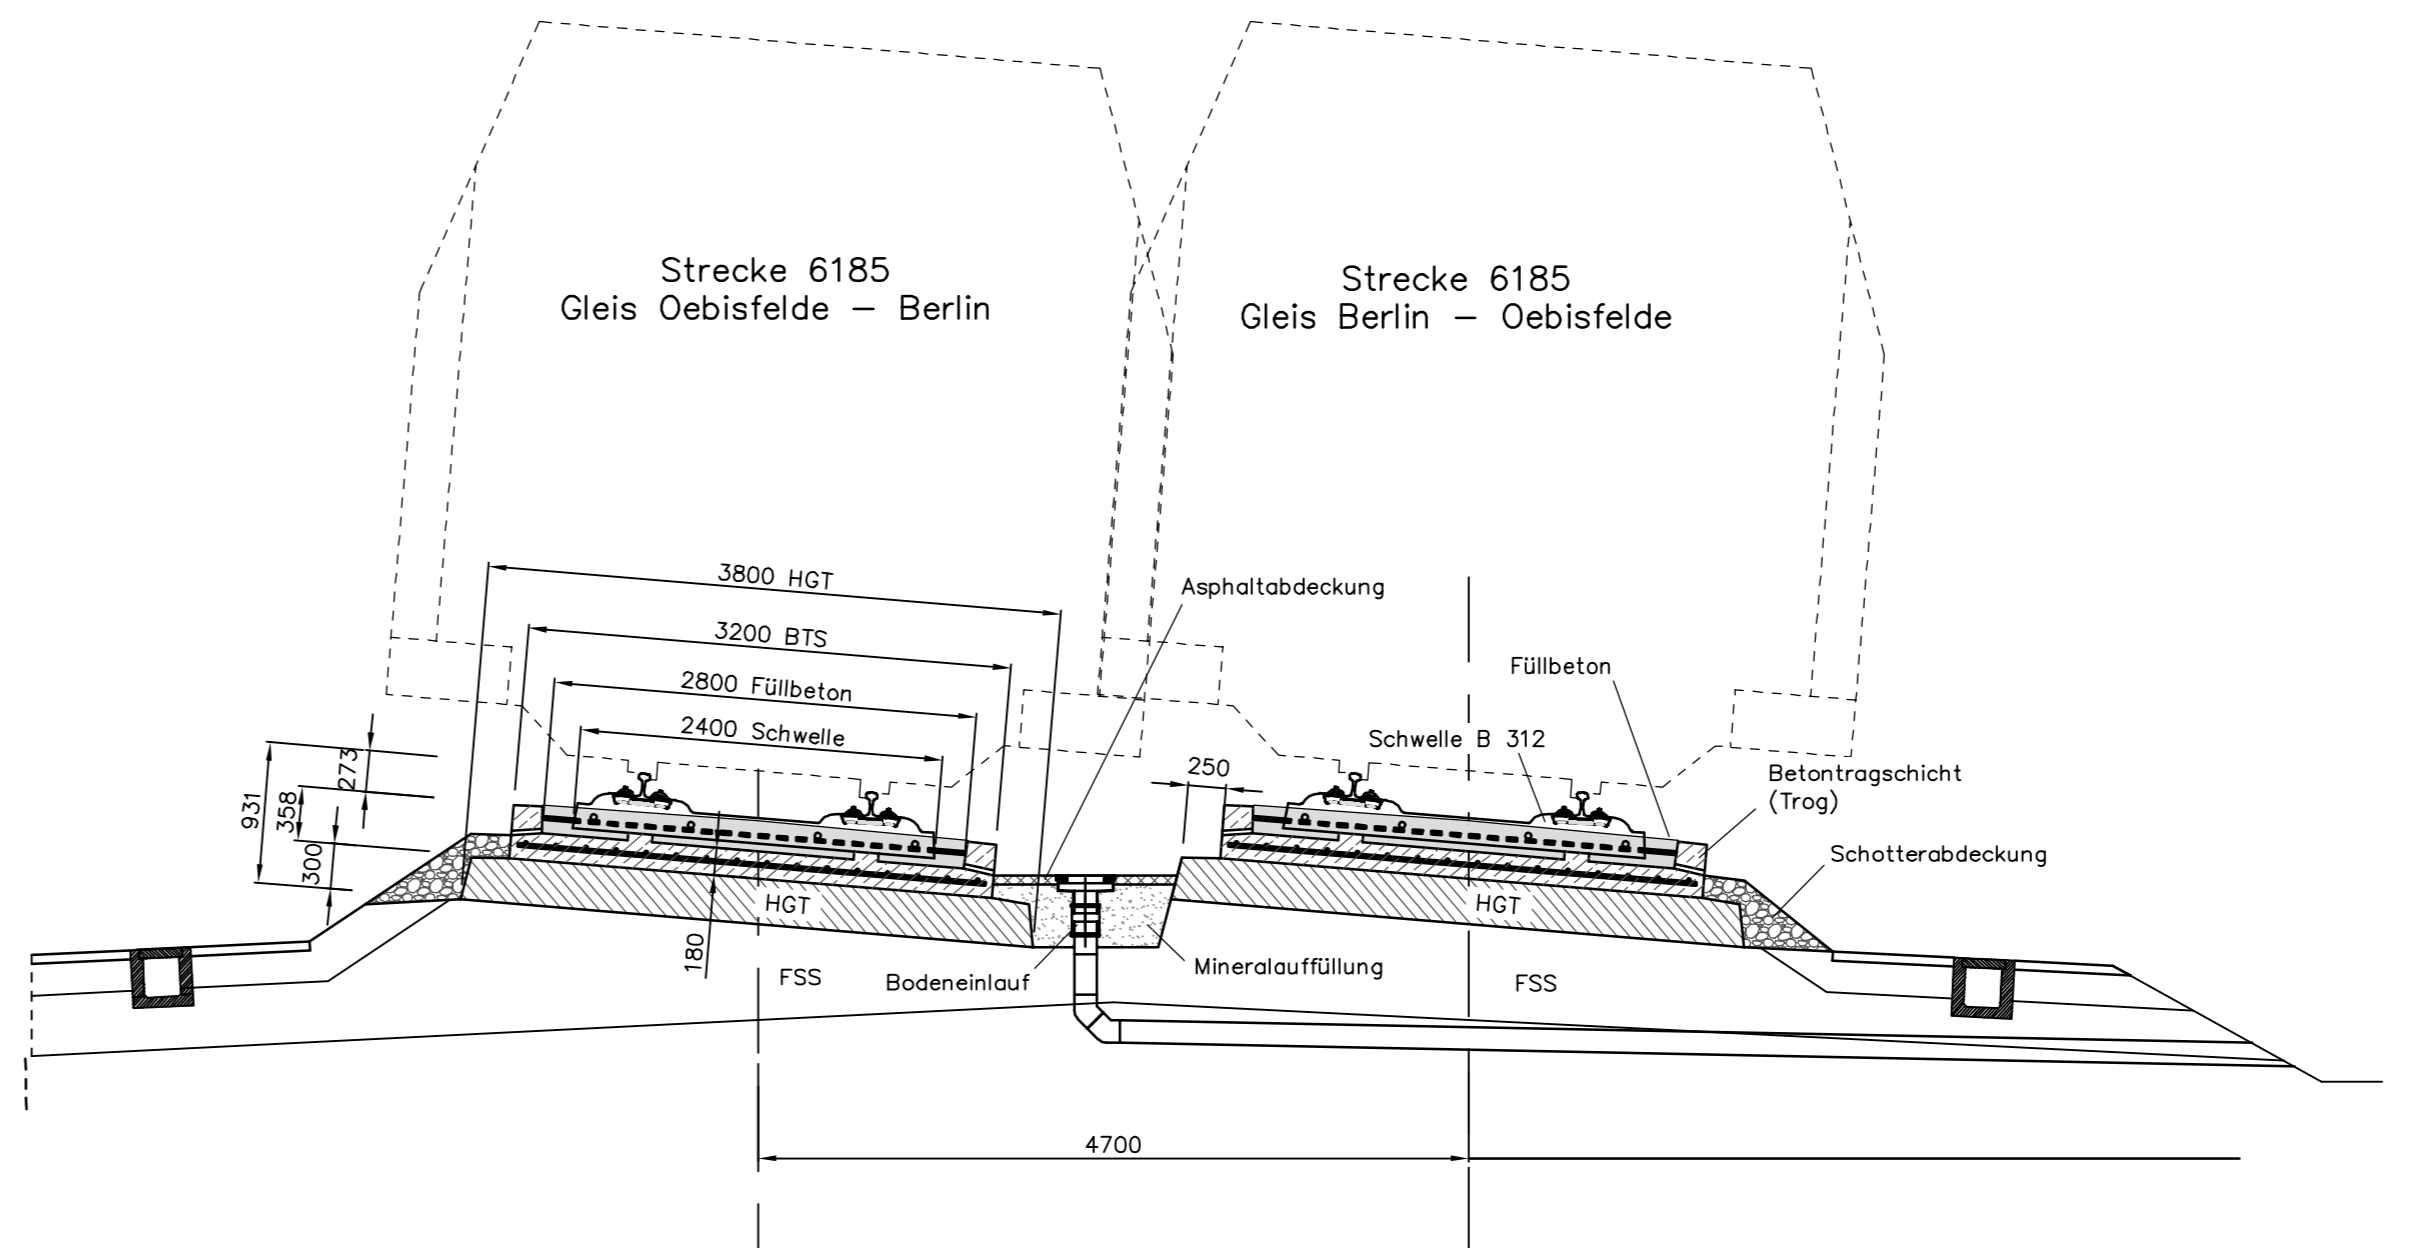 Strecke 6185
Gleis Oebisfelde – Berlin
Strecke 6185
Gleis Berlin – Oebisfelde
3800 HGT
Asphaltabdeckung
3200 BTS
2800 Füllbeton
Füllbeton
2400 Schwelle
Schwelle B 312
250
Betontragschicht
(Trog)
273
358
931
300
Schotterabdeckung
HGT
HGT
180
FSS
Bodeneinlauf
Mineralauffüllung
FSS
4700